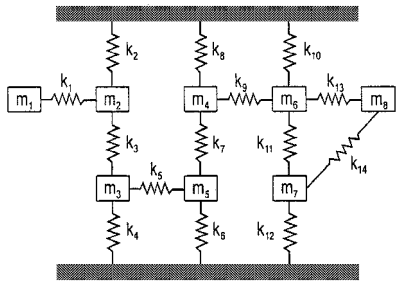 k₂ k₈ k₁₀
k₁ k₉ k₁₃
m₁ m₂ m₄ m₆ m₈
k₃ k₇ k₁₁
k₅ k₁₄
m₃ m₅ m₇
k₄ k₆ k₁₂